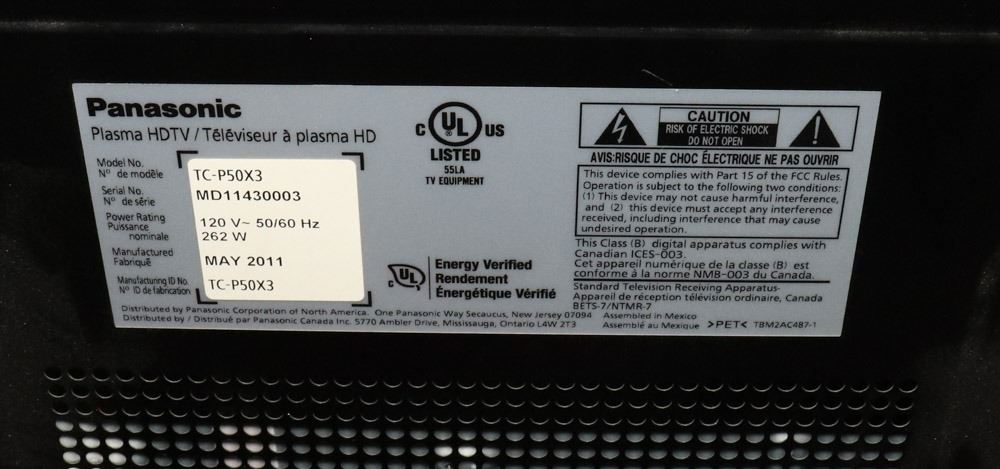 Panasonic
Plasma HDTV / Téléviseur à plasma HD
Model No.
Nº de modèle
TC-P50X3
Serial No.
Nº de série
MD11430003
Power Rating
Puissance
nominale
120 V~ 50/60 Hz
262 W
Manufactured
Fabriqué
MAY 2011
Manufacturing ID No.
Nº ID de fabrication
TC-P50X3
C UL US
LISTED
55LA
TV EQUIPMENT
C UL
Energy Verified
Rendement
Énergétique Vérifié
CAUTION
RISK OF ELECTRIC SHOCK
DO NOT OPEN
AVIS:RISQUE DE CHOC ÉLECTRIQUE NE PAS OUVRIR
This device complies with Part 15 of the FCC Rules.
Operation is subject to the following two conditions:
(1) This device may not cause harmful interference,
and (2) this device must accept any interference
received, including interference that may cause
undesired operation.
This Class (B) digital apparatus complies with
Canadian ICES-003.
Cet appareil numérique de la classe (B) est
conforme à la norme NMB-003 du Canada.
Standard Television Receiving Apparatus-
Appareil de réception télévision ordinaire, Canada
BETS-7/NTMR-7
Distributed by Panasonic Corporation of North America. One Panasonic Way Secaucus, New Jersey 07094
Distributed by / Distribué par Panasonic Canada Inc. 5770 Ambler Drive, Mississauga, Ontario L4W 2T3
Assembled in Mexico
Assemblé au Mexique >PET< TBM2AC487-1